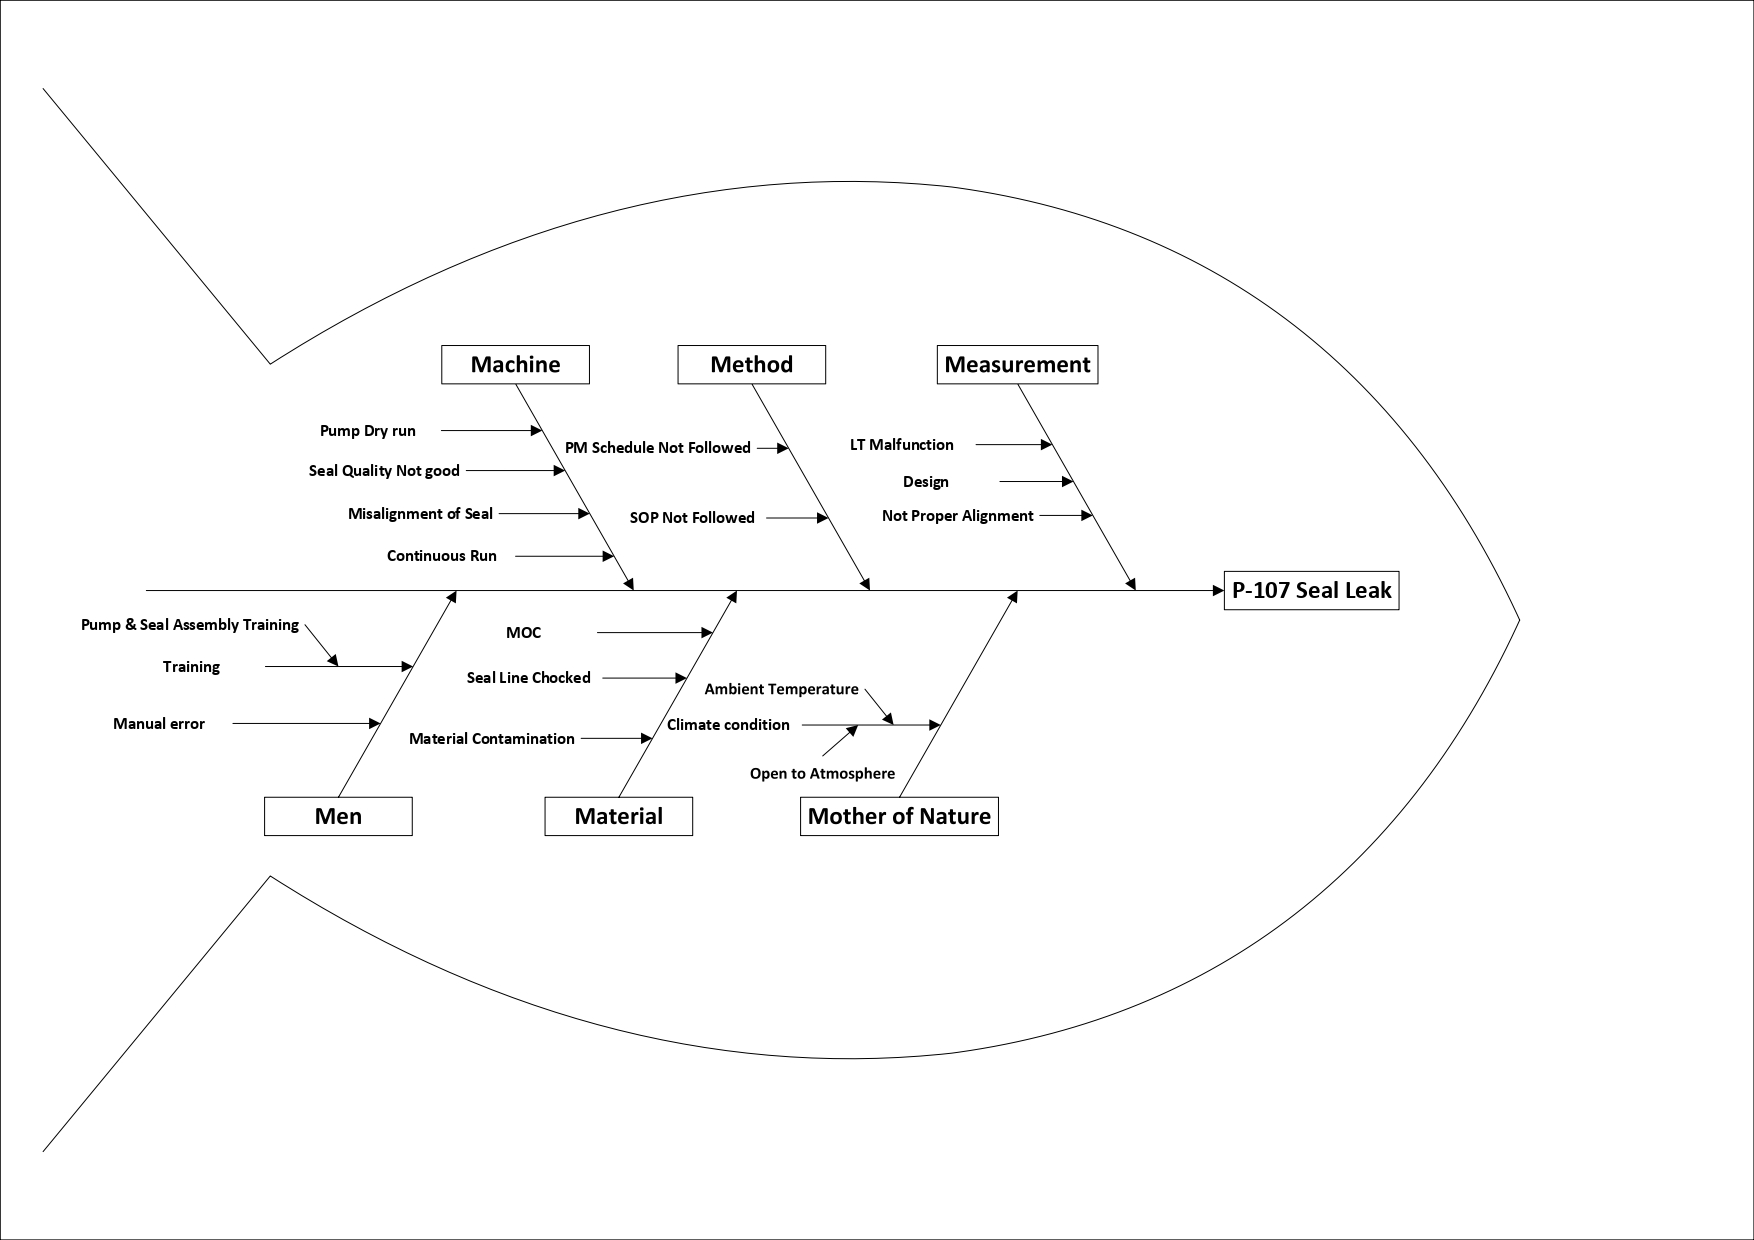 Machine
Method
Measurement
Pump Dry run
PM Schedule Not Followed
LT Malfunction
Seal Quality Not good
Design
Misalignment of Seal
SOP Not Followed
Not Proper Alignment
Continuous Run
P-107 Seal Leak
Pump & Seal Assembly Training
MOC
Training
Seal Line Chocked
Ambient Temperature
Manual error
Climate condition
Material Contamination
Open to Atmosphere
Men
Material
Mother of Nature